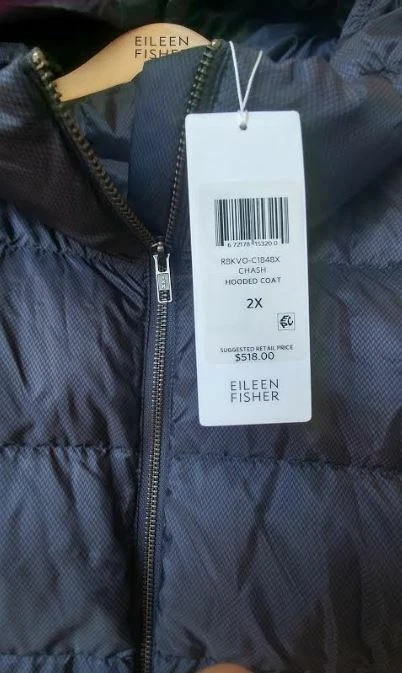 EILEEN
FISHER
6 72178 15320 0
R8KVO-C1848X
CHASH
HOODED COAT
2X
SUGGESTED RETAIL PRICE
$518.00
EILEEN
FISHER